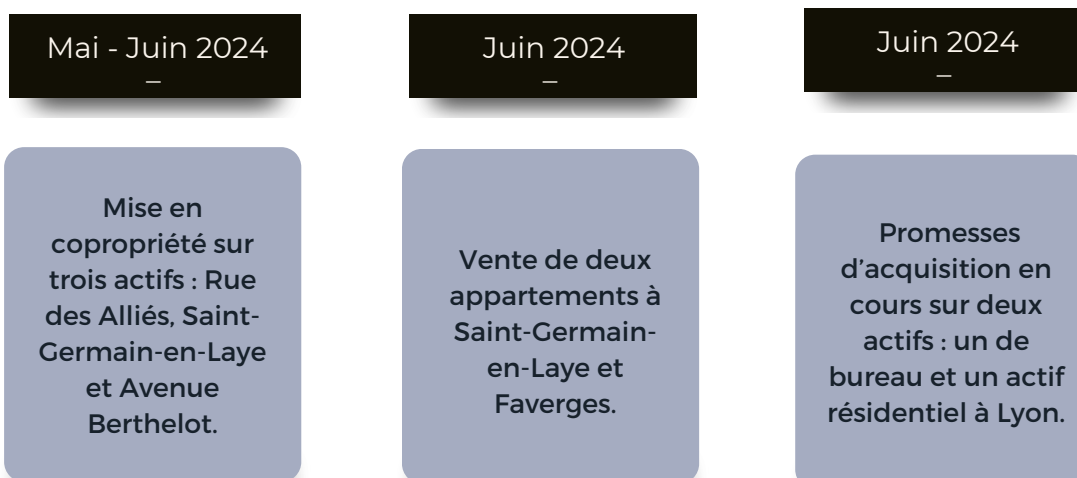 Mai - Juin 2024
—
Mise en
copropriété sur
trois actifs : Rue
des Alliés, Saint-
Germain-en-Laye
et Avenue
Berthelot.
Juin 2024
—
Vente de deux
appartements à
Saint-Germain-
en-Laye et
Faverges.
Juin 2024
—
Promesses
d’acquisition en
cours sur deux
actifs : un de
bureau et un actif
résidentiel à Lyon.